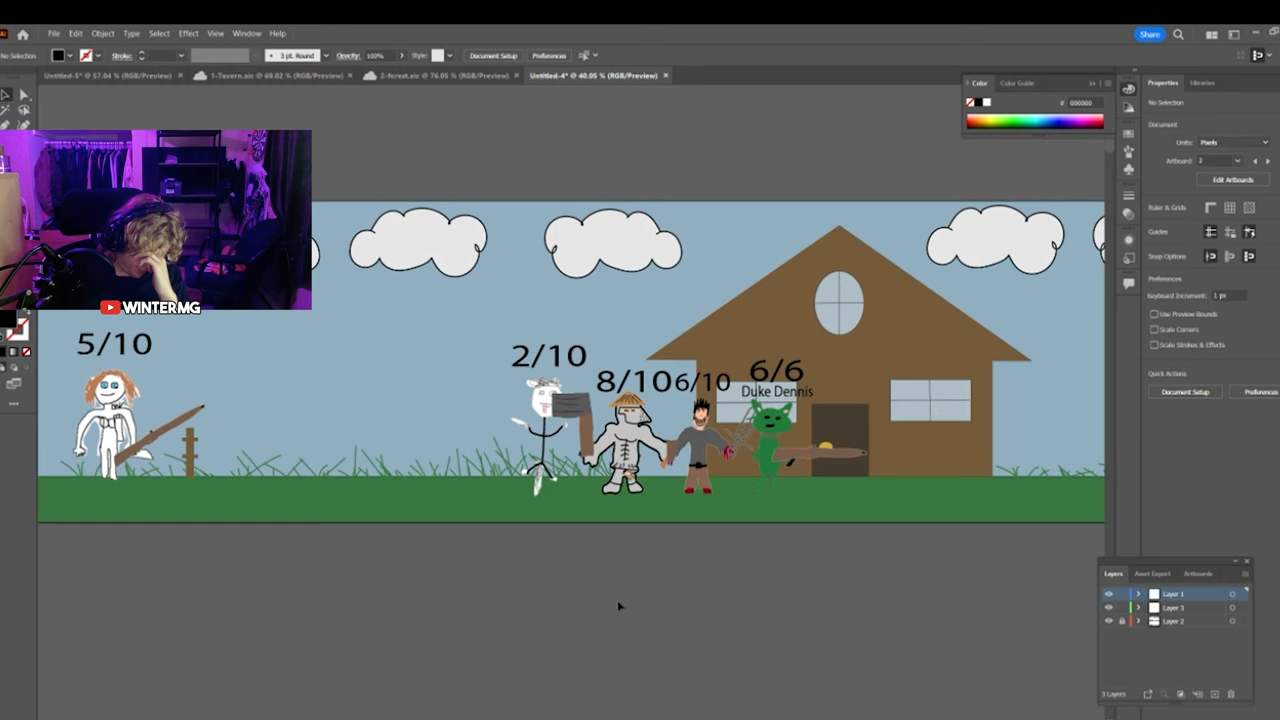 File Edit Object Type Select Effect View Window Help
Share
No Selection
Stroke:
3 pt. Round
Opacity: 100%
Style:
Document Setup
Preferences
Untitled-5* @ 57.04 % (RGB/Preview)
1-Tavern.aic @ 69.02 % (RGB/Preview)
2-forest.aic @ 76.05 % (RGB/Preview)
Untitled-4* @ 40.05 % (RGB/Preview)
Color
Color Guide
# 000000
Properties
Libraries
No Selection
Document
Units: Pixels
Artboard: 2
Edit Artboards
Ruler & Grids
Guides
Snap Options
Preferences
Keyboard Increment: 1 px
Use Preview Bounds
Scale Corners
Scale Strokes & Effects
Quick Actions
Document Setup
Preferences
WINTERMG
5/10
2/10
8/10
6/10
6/6
Duke Dennis
Layers
Asset Export
Artboards
Layer 1
Layer 3
Layer 2
3 Layers